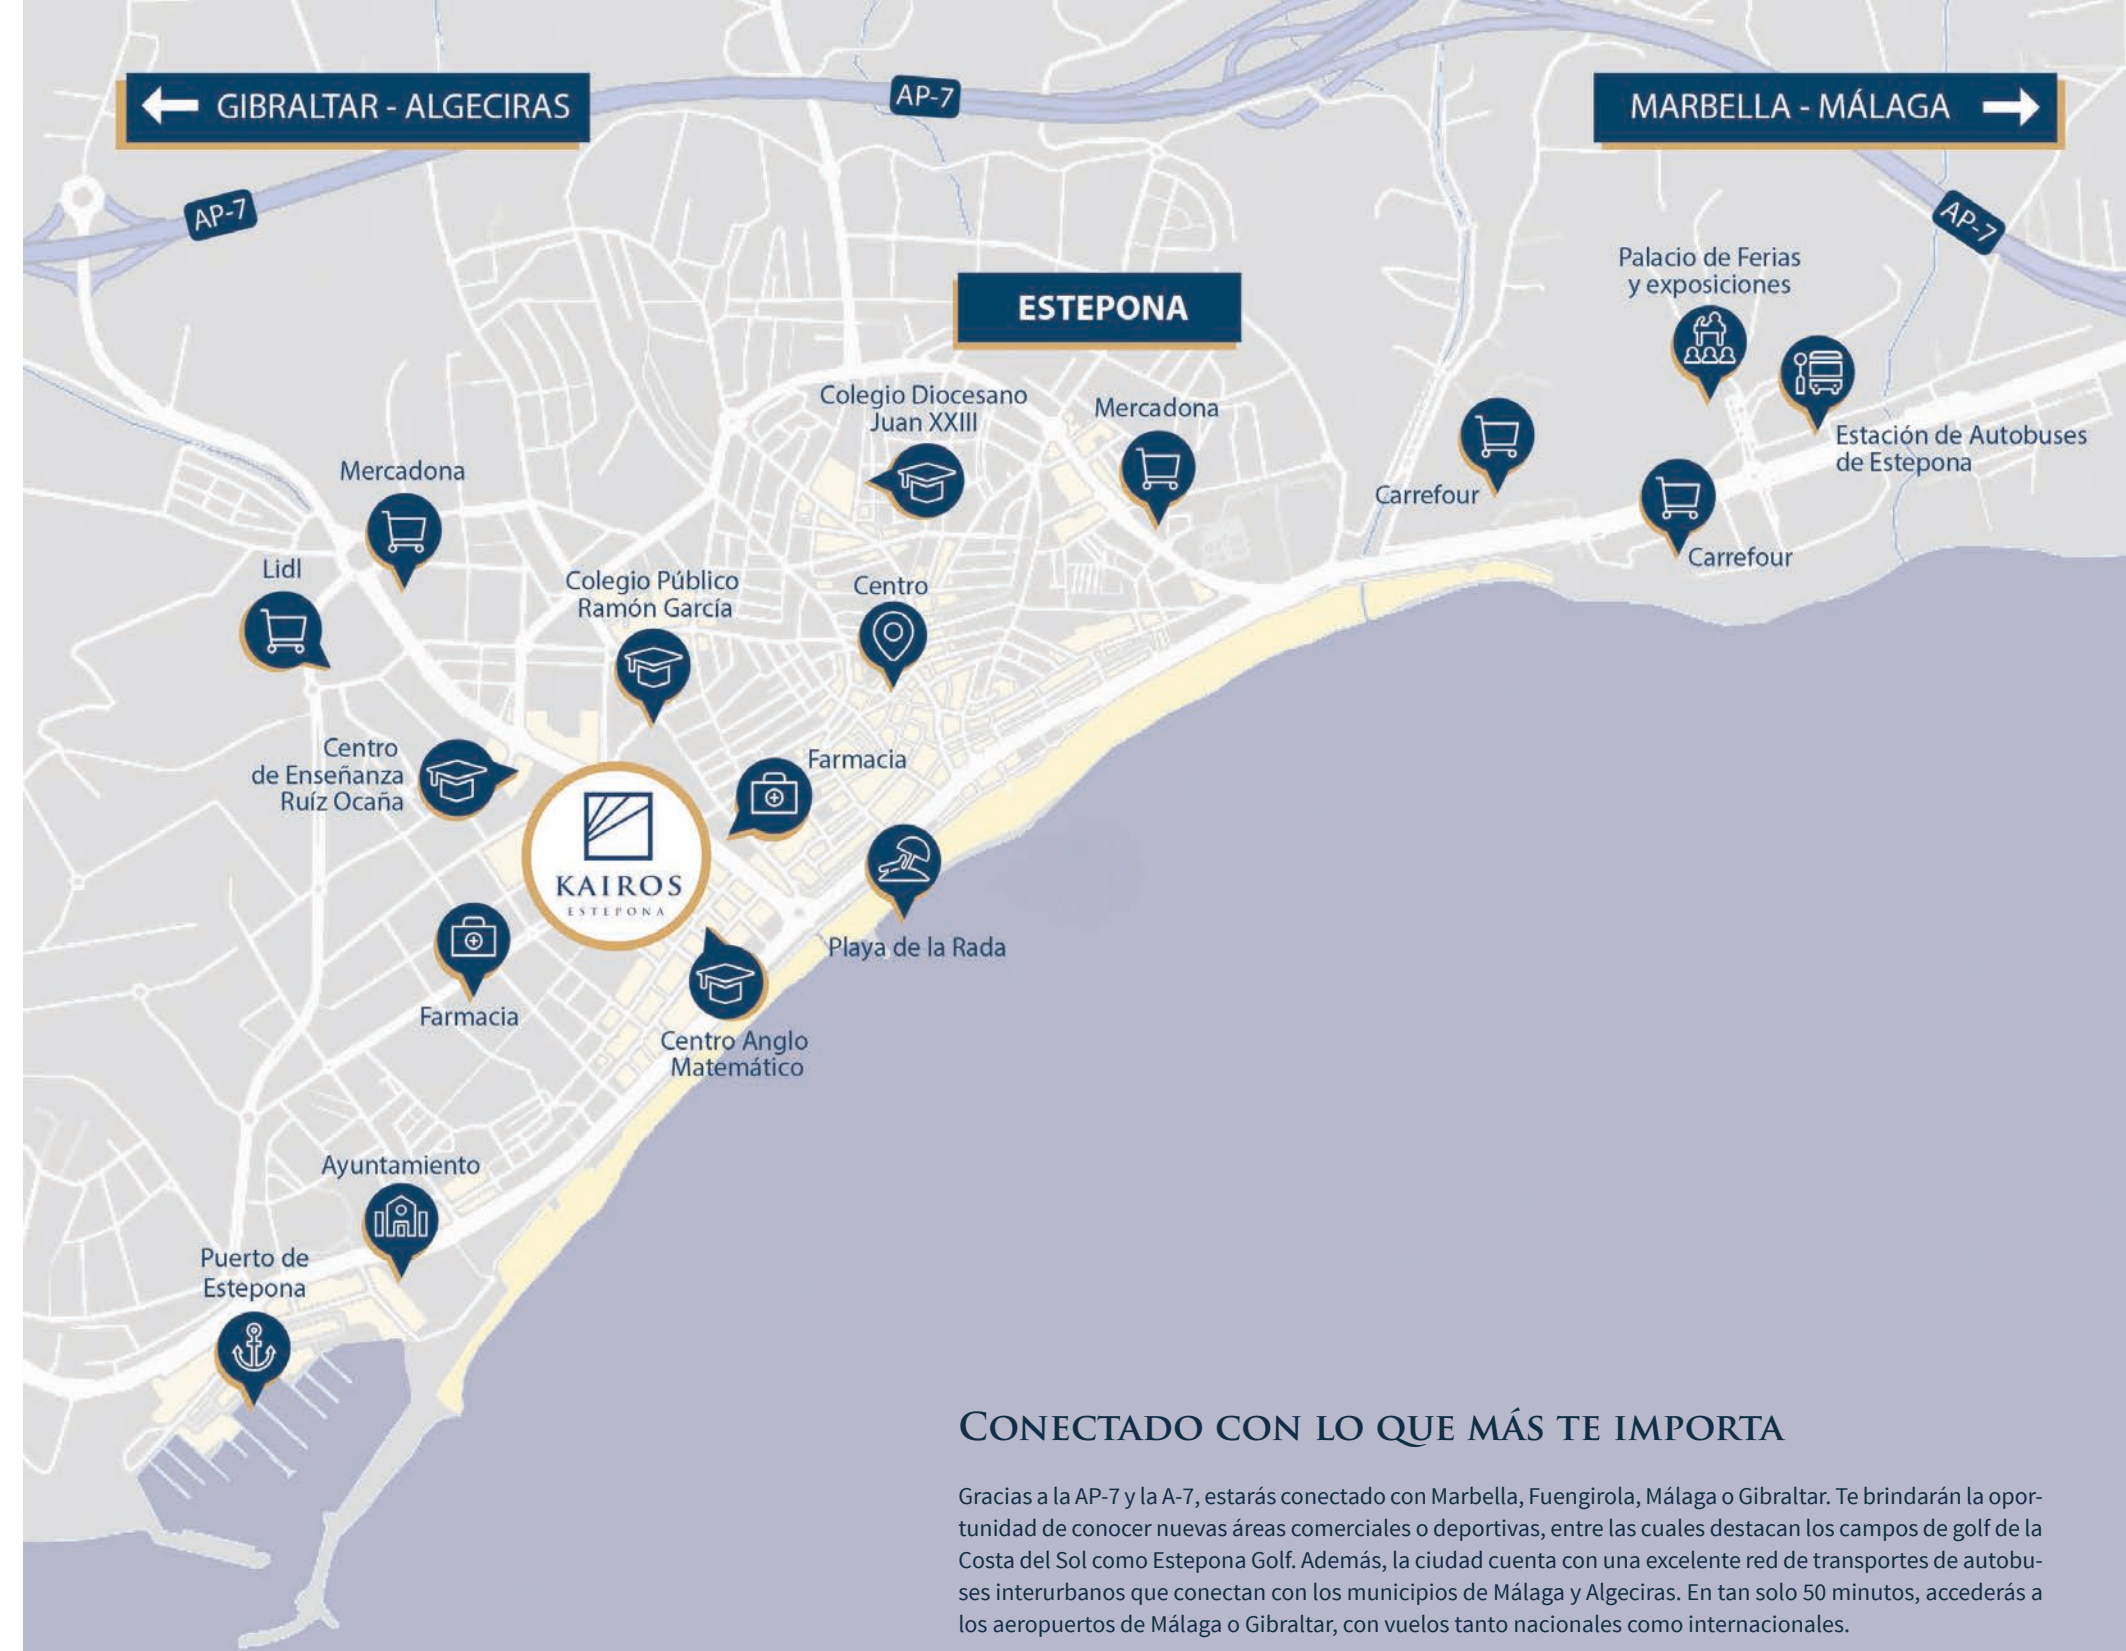 GIBRALTAR - ALGECIRAS
AP-7
MARBELLA - MÁLAGA
AP-7
AP-7
Palacio de Ferias
y exposiciones
ESTEPONA
Colegio Diocesano
Juan XXIII
Mercadona
Estación de Autobuses
de Estepona
Mercadona
Carrefour
Carrefour
Lidl
Colegio Público
Ramón García
Centro
Centro
de Enseñanza
Ruíz Ocaña
Farmacia
KAIROS
ESTEPONA
Playa de la Rada
Farmacia
Centro Anglo
Matemático
Ayuntamiento
Puerto de
Estepona
CONECTADO CON LO QUE MÁS TE IMPORTA
Gracias a la AP-7 y la A-7, estarás conectado con Marbella, Fuengirola, Málaga o Gibraltar. Te brindarán la opor-
tunidad de conocer nuevas áreas comerciales o deportivas, entre las cuales destacan los campos de golf de la
Costa del Sol como Estepona Golf. Además, la ciudad cuenta con una excelente red de transportes de autobu-
ses interurbanos que conectan con los municipios de Málaga y Algeciras. En tan solo 50 minutos, accederás a
los aeropuertos de Málaga o Gibraltar, con vuelos tanto nacionales como internacionales.